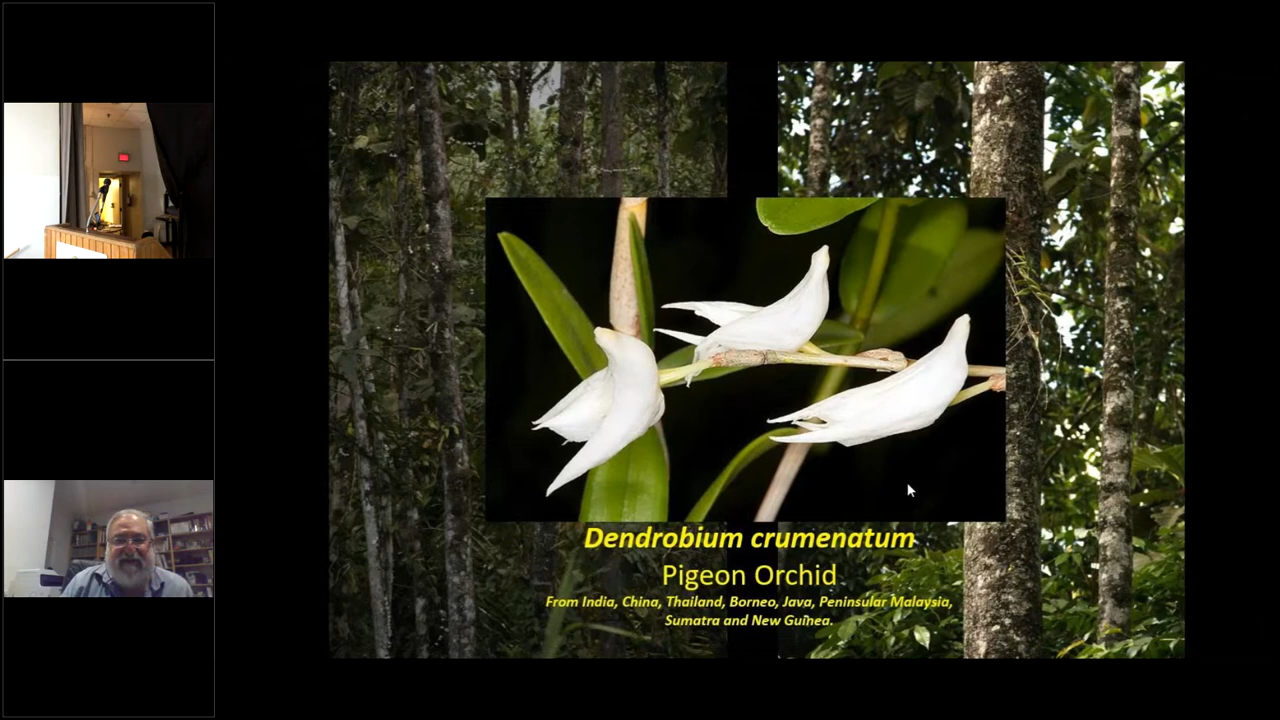 Dendrobium crumenatum
Pigeon Orchid
From India, China, Thailand, Borneo, Java, Peninsular Malaysia,
Sumatra and New Guinea.